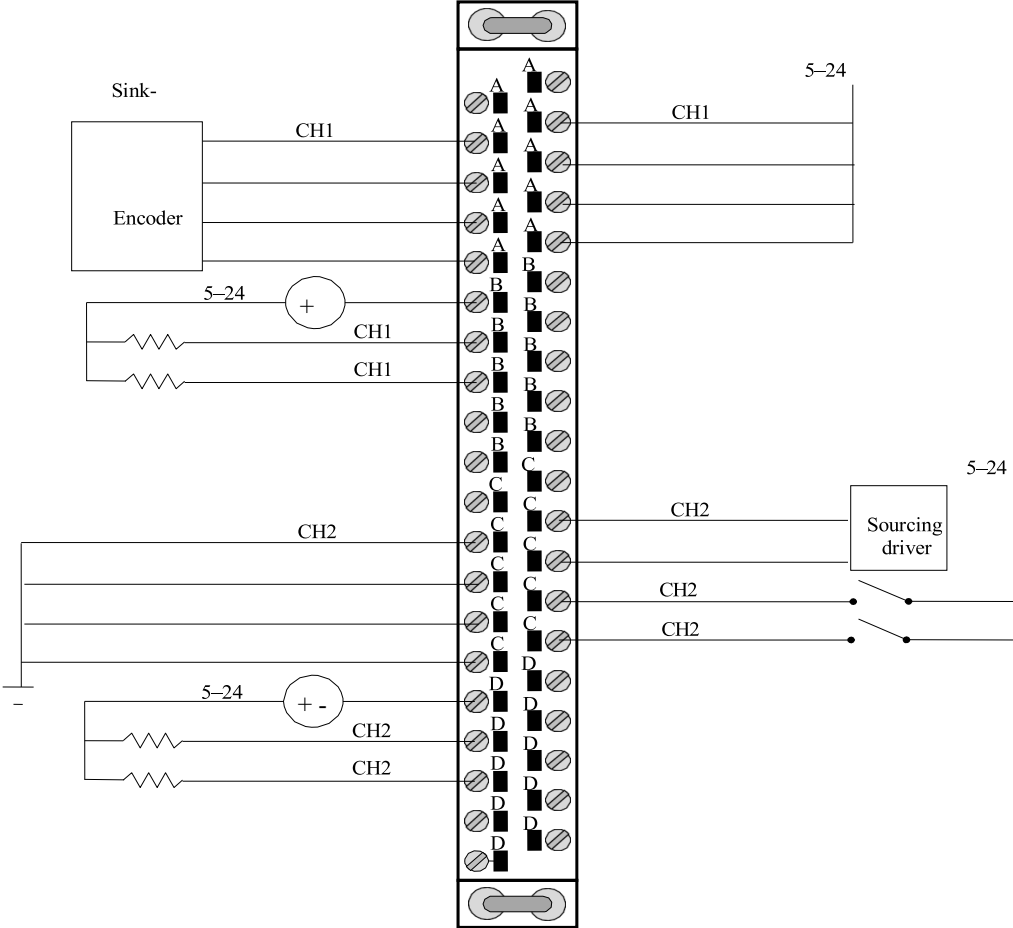 5–24
Sink-
CH1
CH1
Encoder
5–24
+
CH1
CH1
5–24
CH2
Sourcing
driver
CH2
CH2
CH2
5–24
+ -
CH2
CH2
–
A
A
A
A
A
A
A
A
A
A
B
B
B
B
B
B
B
B
B
B
C
C
C
C
C
C
C
C
C
C
D
D
D
D
D
D
D
D
D
D